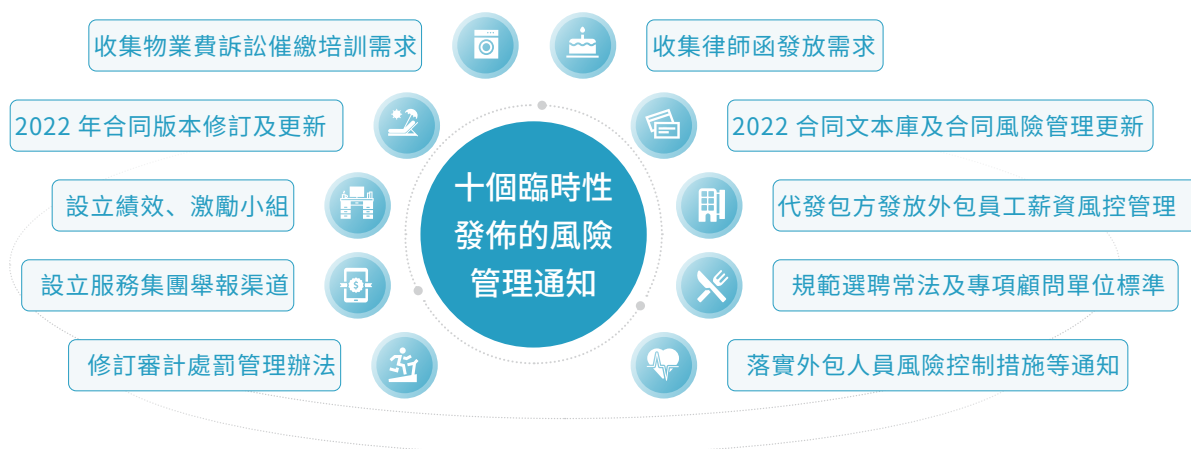 收集物業費訴訟催繳培訓需求
收集律師函發放需求
2022 年合同版本修訂及更新
2022 合同文本庫及合同風險管理更新
十個臨時性
發佈的風險
管理通知
設立績效、激勵小組
代發包方發放外包員工薪資風控管理
設立服務集團舉報渠道
規範選聘常法及專項顧問單位標準
修訂審計處罰管理辦法
落實外包人員風險控制措施等通知